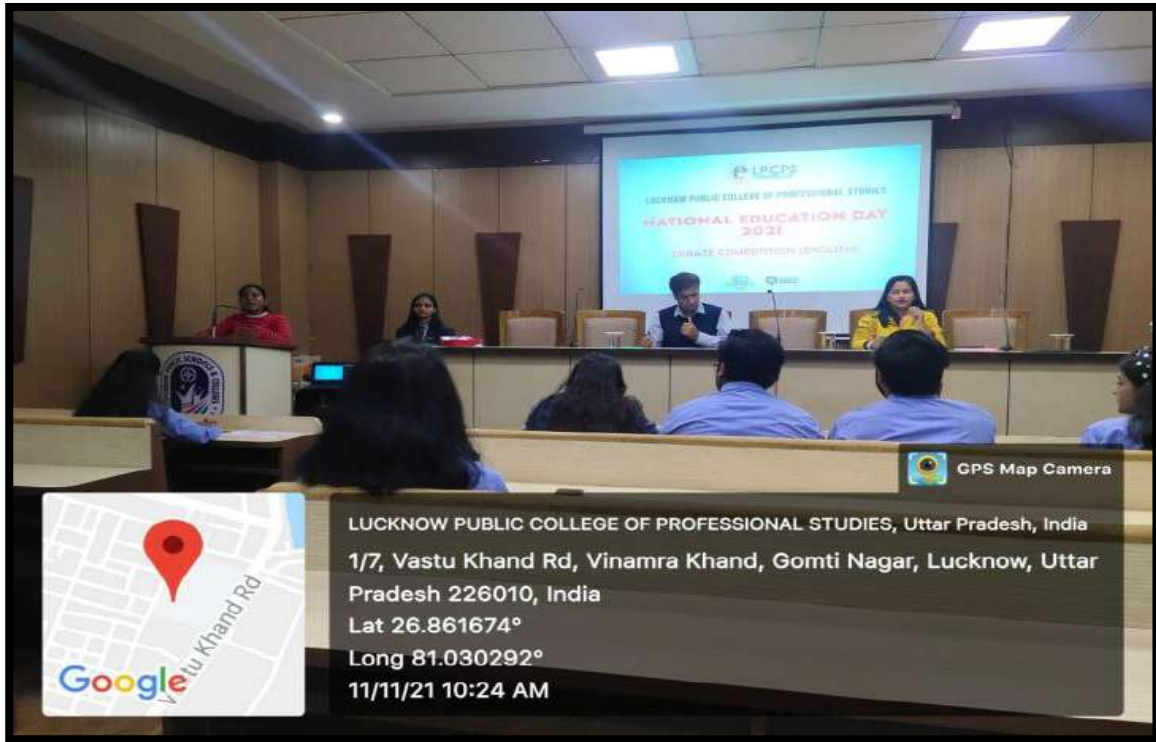 LPCPS
LUCKNOW PUBLIC COLLEGE OF PROFESSIONAL STUDIES
NATIONAL EDUCATION DAY
2021
DEBATE COMPETITION (ENGLISH)
PUBLIC SCHOOLS &
GPS Map Camera
LUCKNOW PUBLIC COLLEGE OF PROFESSIONAL STUDIES, Uttar Pradesh, India
1/7, Vastu Khand Rd, Vinamra Khand, Gomti Nagar, Lucknow, Uttar
Pradesh 226010, India
Lat 26.861674°
Long 81.030292°
11/11/21 10:24 AM
Vastu Khand Rd
Google